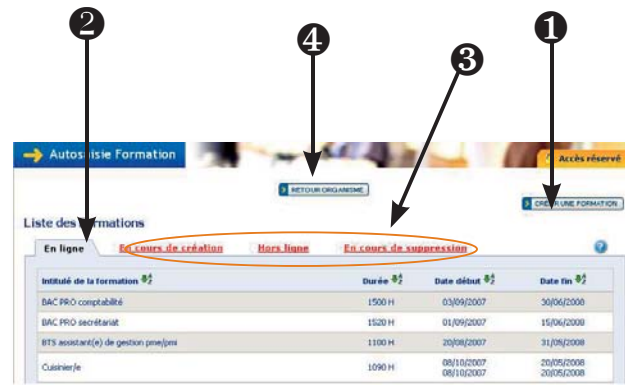 2
4
3
1
Autosaisie Formation
Accès réservé
RETOUR ORGANISME
CRÉER UNE FORMATION
Liste des formations
En ligne En cours de création Hors ligne En cours de suppression ?
Intitulé de la formation Durée Date début Date fin
BAC PRO comptabilité 1500 H 03/09/2007 30/06/2008
BAC PRO secrétariat 1520 H 01/09/2007 15/06/2008
BTS assistant(e) de gestion pme/pmi 1100 H 20/08/2007 31/05/2008
Cuisinier/e 1090 H 08/10/2007 20/05/2008
08/10/2007 20/05/2008